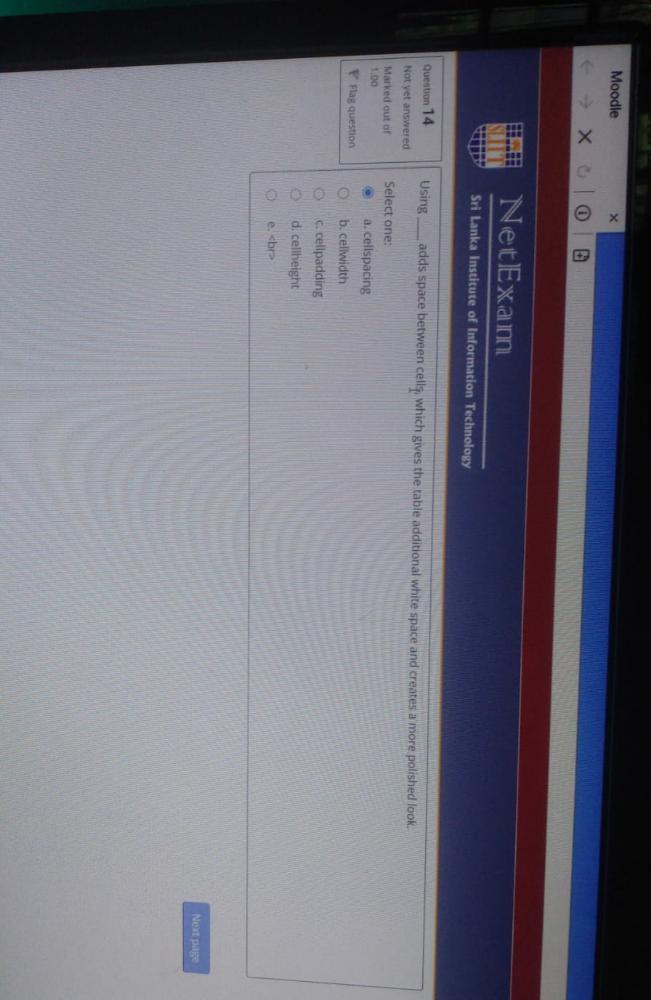 Moodle
SLIIT
NetExam
Sri Lanka Institute of Information Technology
Question 14
Not yet answered
Marked out of
1.00
Flag question
Using ___ adds space between cells, which gives the table additional white space and creates a more polished look.
Select one:
a. cellspacing
b. cellwidth
c. cellpadding
d. cellheight
e. <br>
Next page